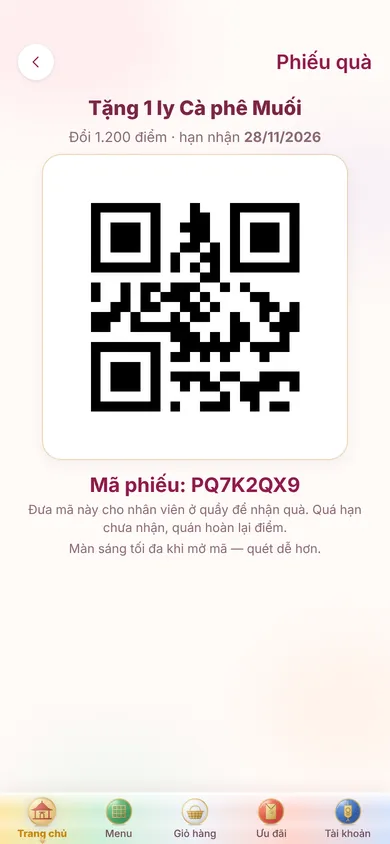 Phiếu quà
Tặng 1 ly Cà phê Muối
Đổi 1.200 điểm · hạn nhận 28/11/2026
Mã phiếu: PQ7K2QX9
Đưa mã này cho nhân viên ở quầy để nhận quà. Quá hạn
chưa nhận, quán hoàn lại điểm.
Màn sáng tối đa khi mở mã — quét dễ hơn.
Trang chủ
Menu
Giỏ hàng
Ưu đãi
Tài khoản